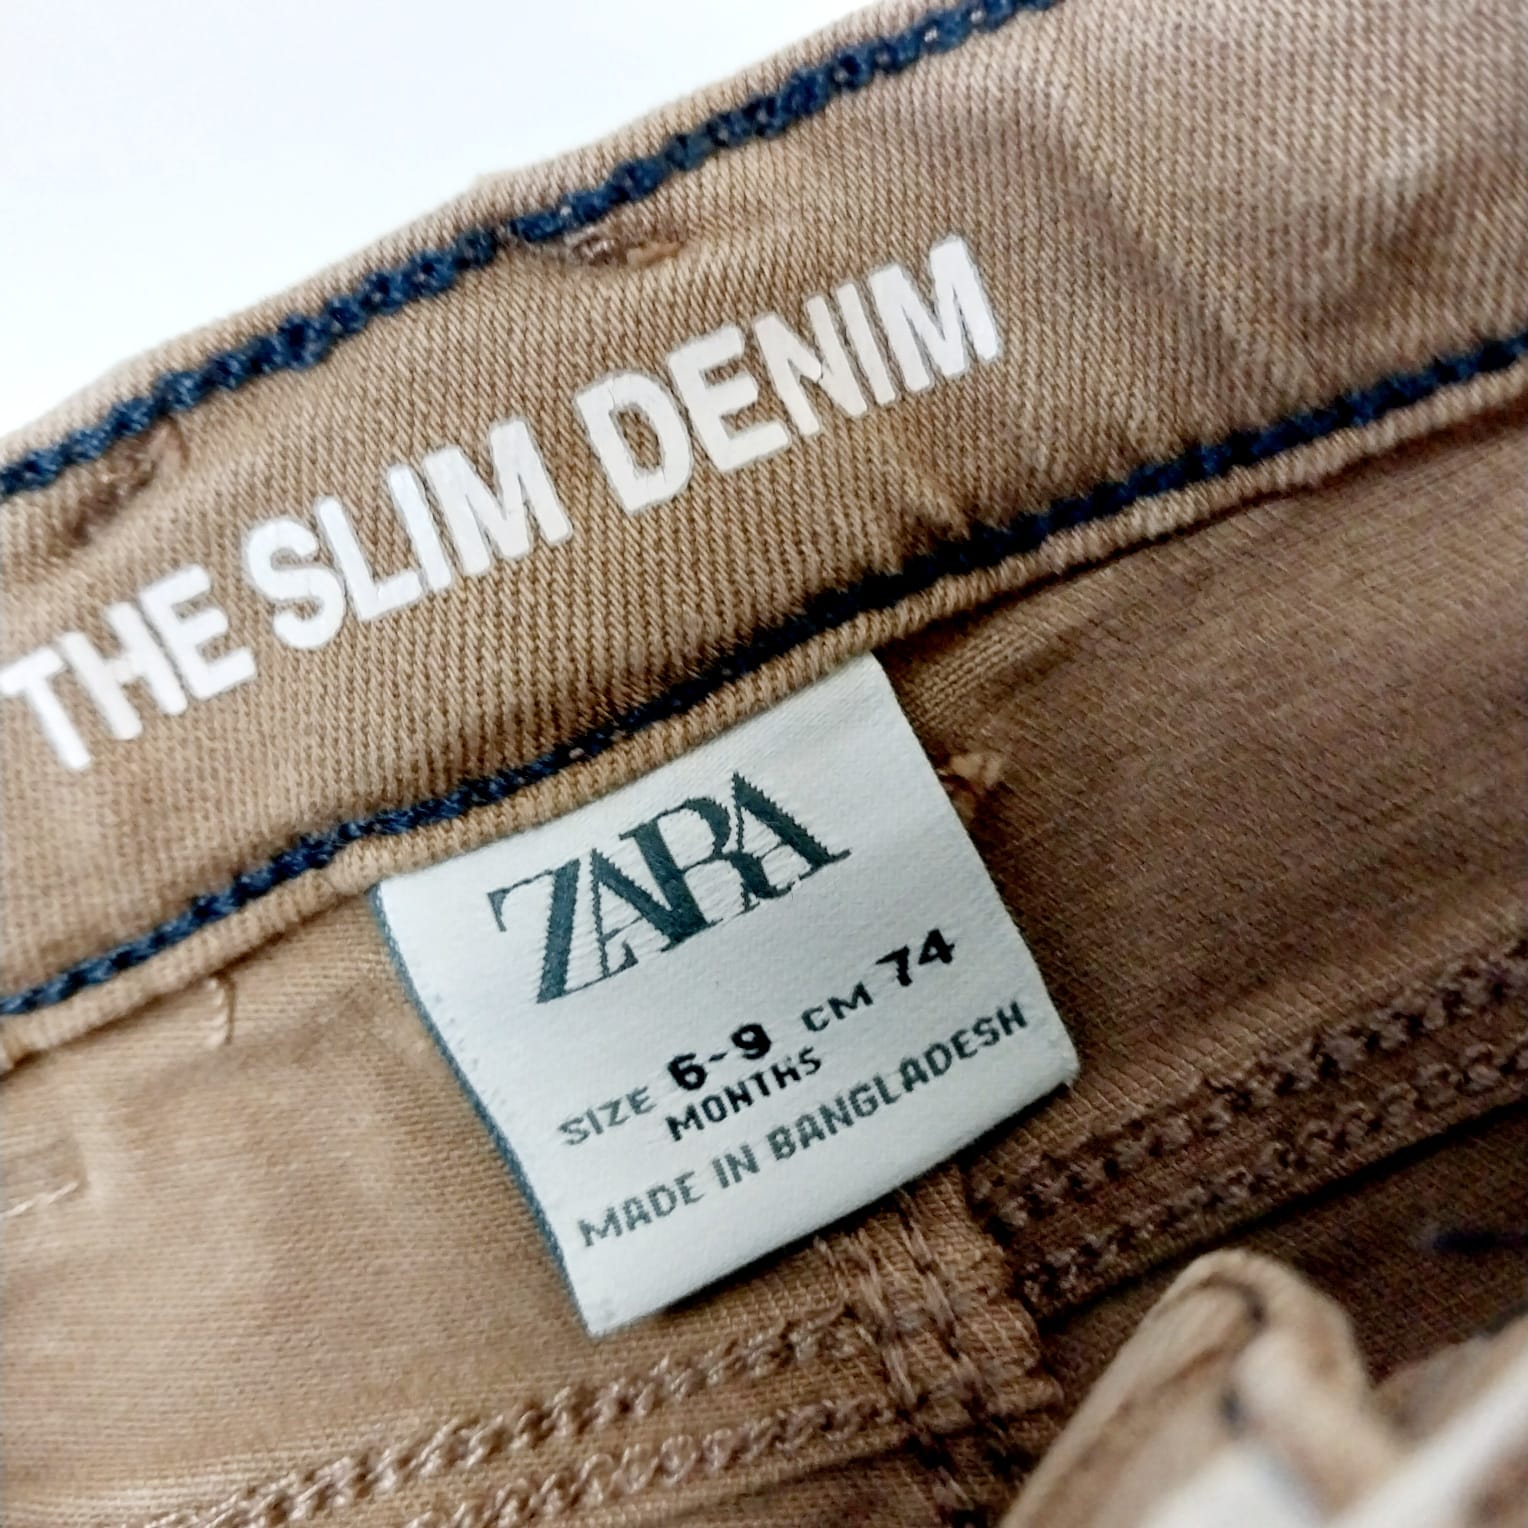 THE SLIM DENIM
ZARA
SIZE 6-9 CM 74
MONTHS
MADE IN BANGLADESH